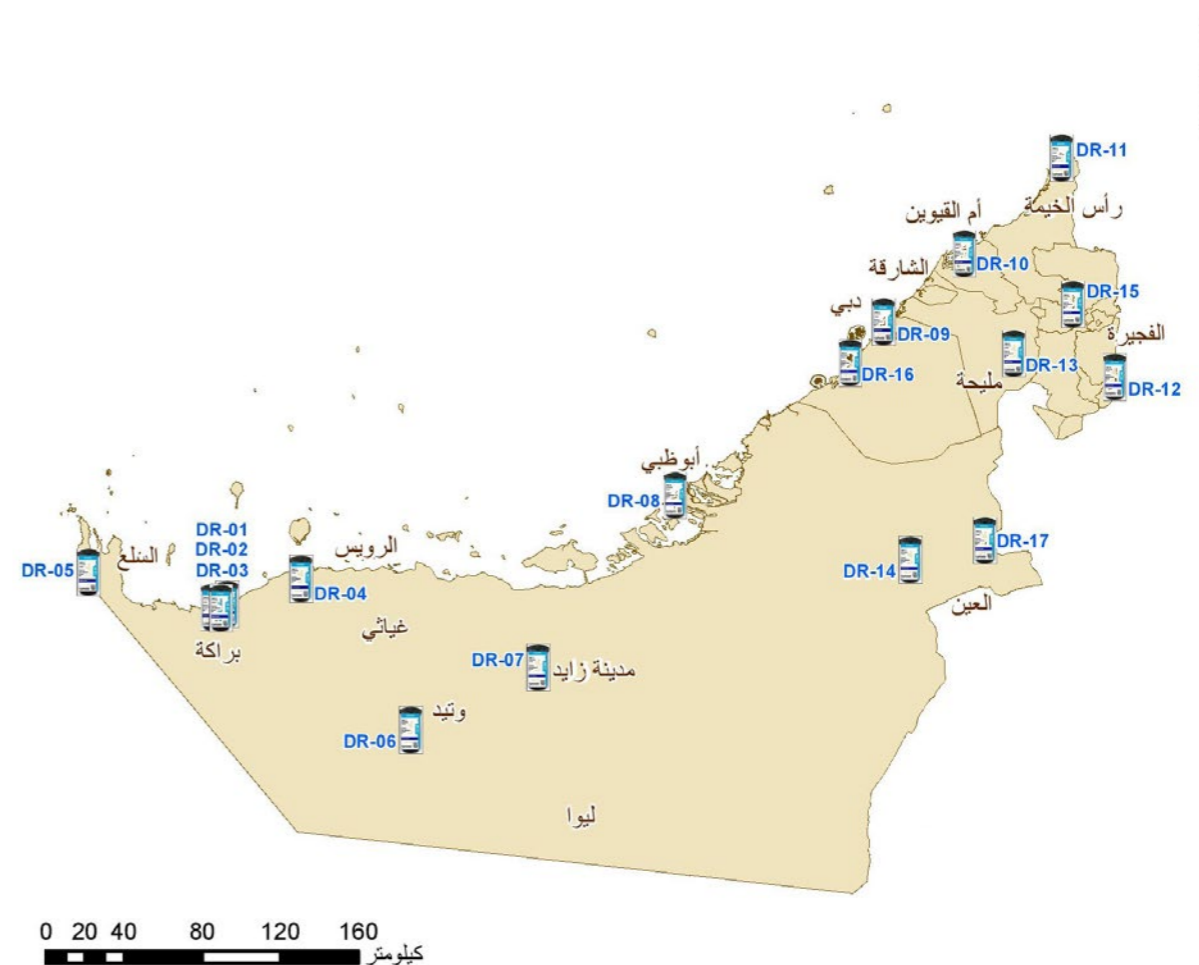 DR-11
رأس الخيمة
أم القيوين
DR-10
الشارقة
DR-15
دبي
DR-09
الفجيرة
DR-13
DR-16
مليحة
DR-12
أبوظبي
DR-08
DR-01
DR-02
DR-03
السلع
DR-05
الرويس
DR-04
DR-17
DR-14
العين
غياثي
براكة
DR-07
مدينة زايد
وتيد
DR-06
ليوا
0 20 40 80 120 160
كيلومتر